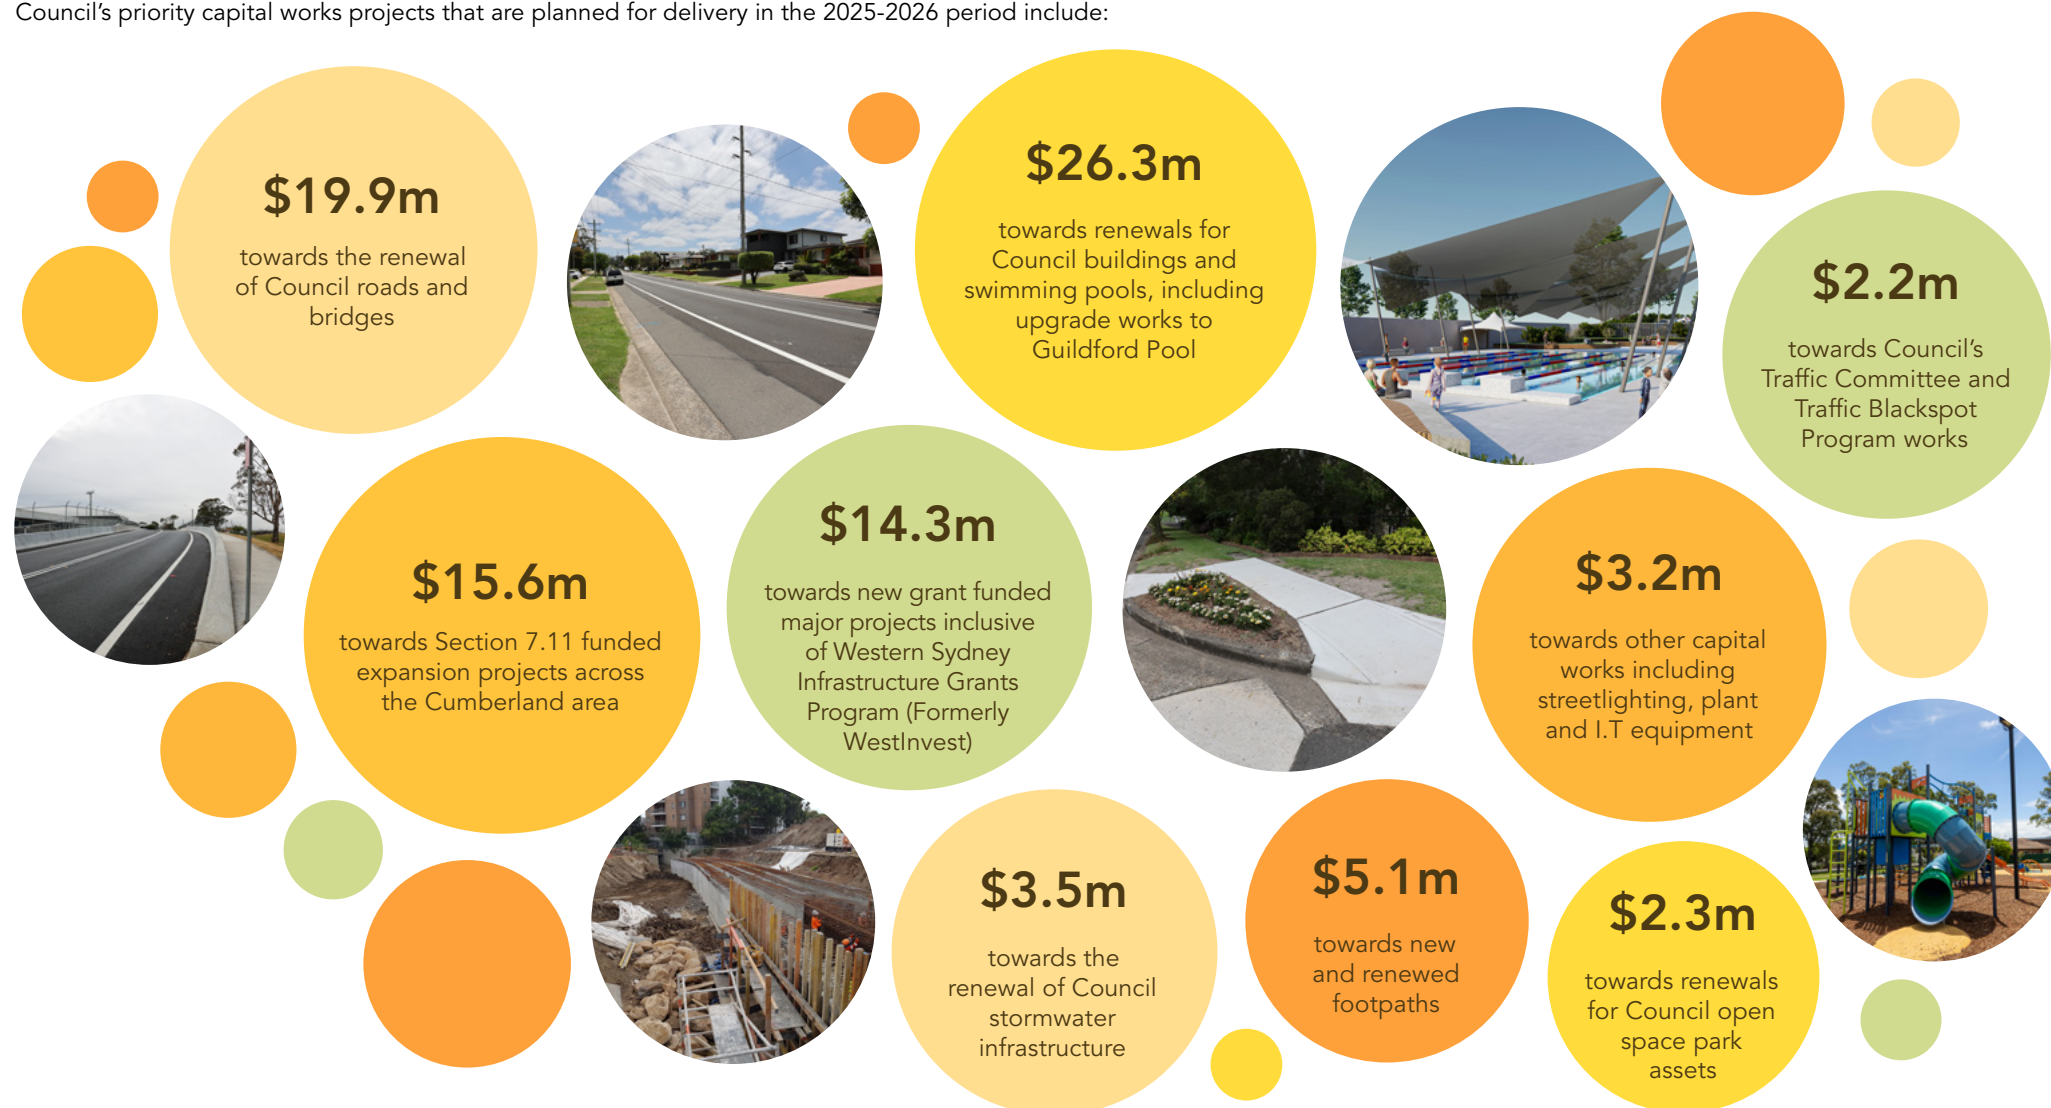 Council’s priority capital works projects that are planned for delivery in the 2025-2026 period include:
$19.9m
towards the renewal
of Council roads and
bridges
$26.3m
towards renewals for
Council buildings and
swimming pools, including
upgrade works to
Guildford Pool
$2.2m
towards Council’s
Traffic Committee and
Traffic Blackspot
Program works
$15.6m
towards Section 7.11 funded
expansion projects across
the Cumberland area
$14.3m
towards new grant funded
major projects inclusive
of Western Sydney
Infrastructure Grants
Program (Formerly
WestInvest)
$3.2m
towards other capital
works including
streetlighting, plant
and I.T equipment
$3.5m
towards the
renewal of Council
stormwater
infrastructure
$5.1m
towards new
and renewed
footpaths
$2.3m
towards renewals
for Council open
space park
assets